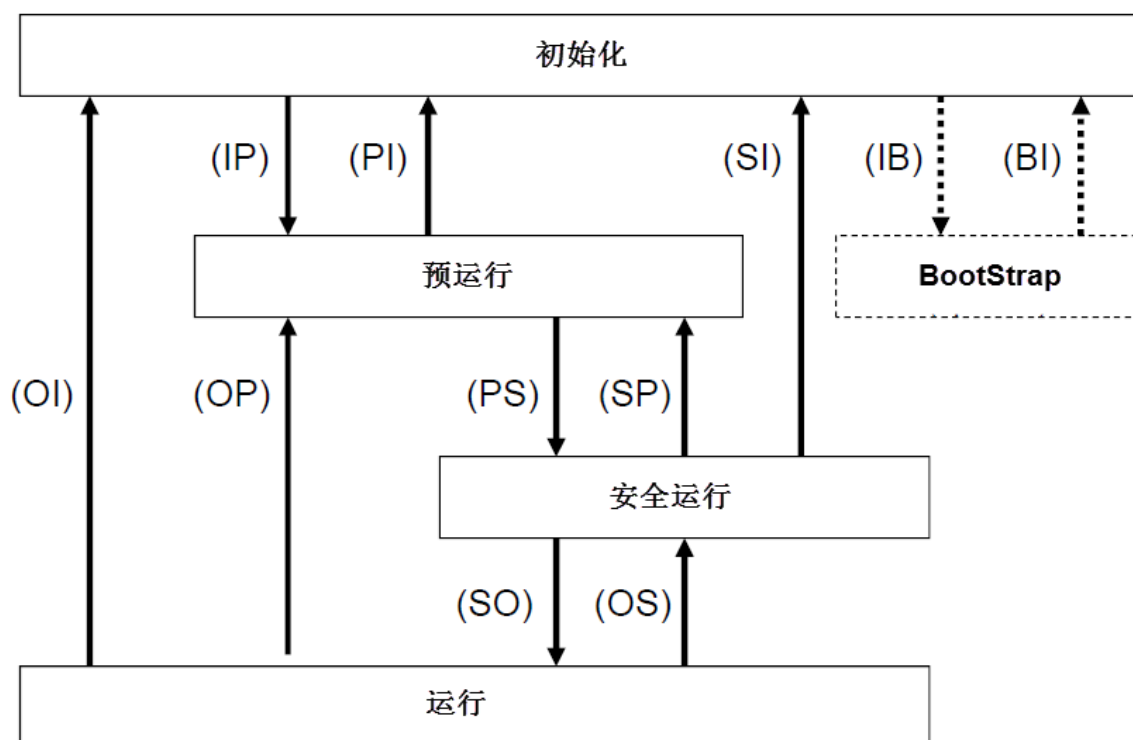 初始化
(IP) (PI) (SI) (IB) (BI)
预运行
BootStrap
(OI) (OP) (PS) (SP)
安全运行
(SO) (OS)
运行